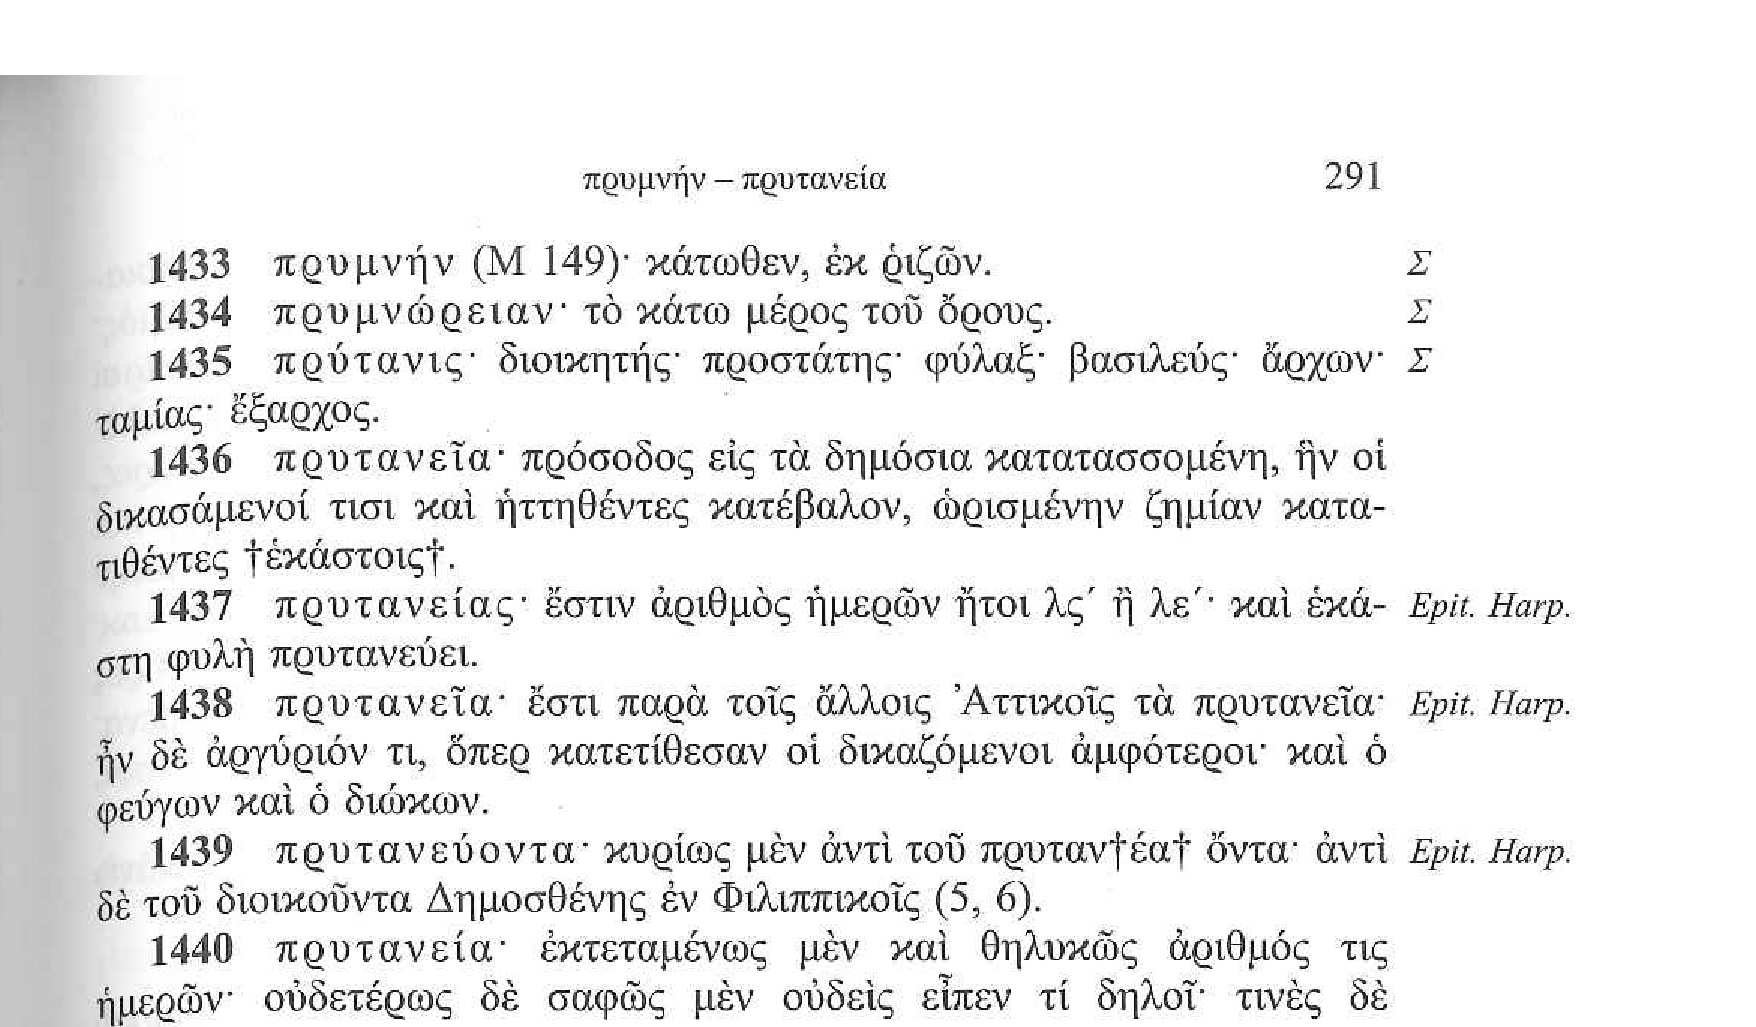 πρυμνήν – πρυτανεία 291
1433 πρυμνήν (Μ 149)· κάτωθεν, ἐκ ῥιζῶν. Σ
1434 πρυμνώρειαν· τὸ κάτω μέρος τοῦ ὄρους. Σ
1435 πρύτανις· διοικητής· προστάτης· φύλαξ· βασιλεύς· ἄρχων· Σ
ταμίας· ἔξαρχος.
1436 πρυτανεῖα· πρόσοδος εἰς τὰ δημόσια κατατασσομένη, ἣν οἱ
δικασάμενοί τισι καὶ ἡττηθέντες κατέβαλον, ὡρισμένην ζημίαν κατα-
τιθέντες †ἑκάστοις†.
1437 πρυτανείας· ἔστιν ἀριθμὸς ἡμερῶν ἤτοι λς´ ἢ λε´· καὶ ἑκά- Epit. Harp.
στη φυλὴ πρυτανεύει.
1438 πρυτανεῖα· ἔστι παρὰ τοῖς ἄλλοις Ἀττικοῖς τὰ πρυτανεῖα· Epit. Harp.
ἦν δὲ ἀργύριόν τι, ὅπερ κατετίθεσαν οἱ δικαζόμενοι ἀμφότεροι· καὶ ὁ
φεύγων καὶ ὁ διώκων.
1439 πρυτανεύοντα· κυρίως μὲν ἀντὶ τοῦ πρυταν†έα† ὄντα· ἀντὶ Epit. Harp.
δὲ τοῦ διοικοῦντα Δημοσθένης ἐν Φιλιππικοῖς (5, 6).
1440 πρυτανεία· ἐκτεταμένως μὲν καὶ θηλυκῶς ἀριθμός τις
ἡμερῶν· οὐδετέρως δὲ σαφῶς μὲν οὐδεὶς εἶπεν τί δηλοῖ· τινὲς δὲ